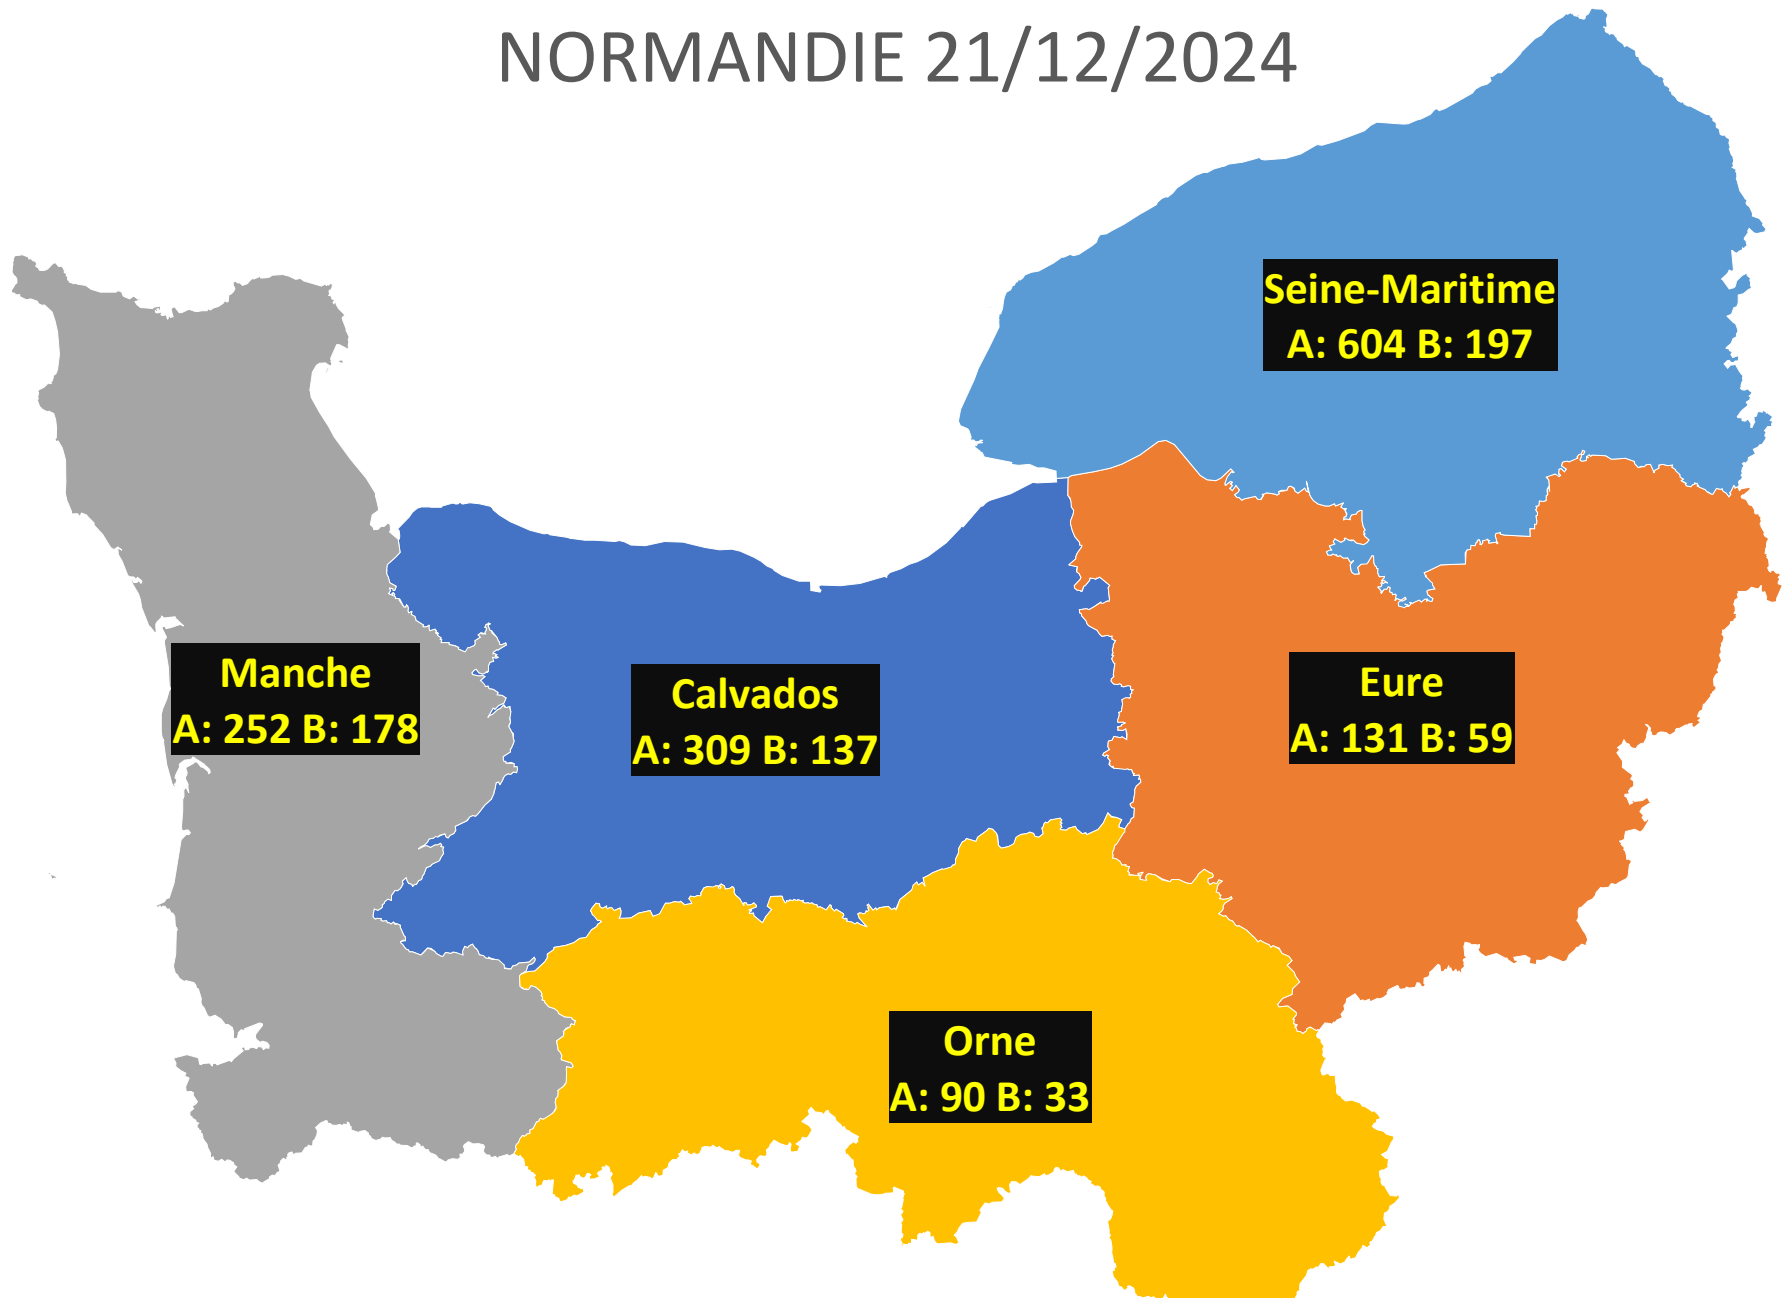 NORMANDIE 21/12/2024
Seine-Maritime
A: 604 B: 197
Manche
A: 252 B: 178
Calvados
A: 309 B: 137
Eure
A: 131 B: 59
Orne
A: 90 B: 33